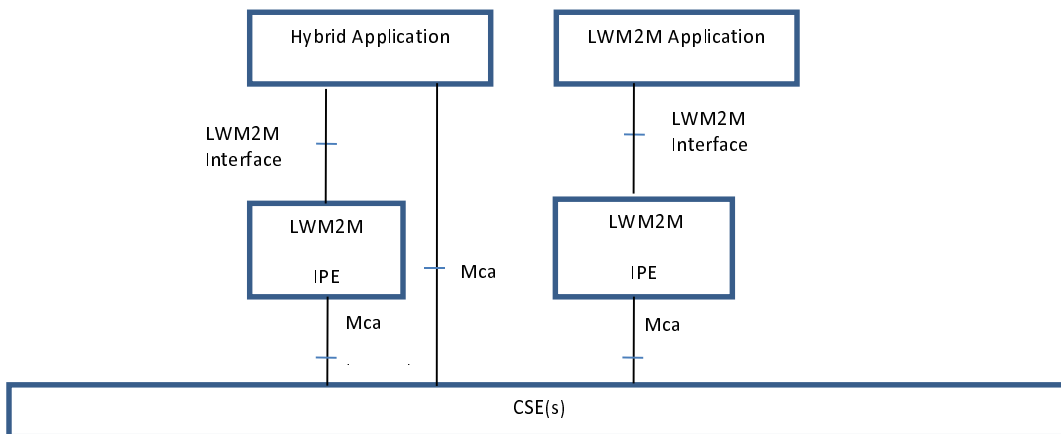 Hybrid Application
LWM2M Application
LWM2M
Interface
LWM2M
Interface
LWM2M
IPE
LWM2M
IPE
Mca
Mca
Mca
CSE(s)